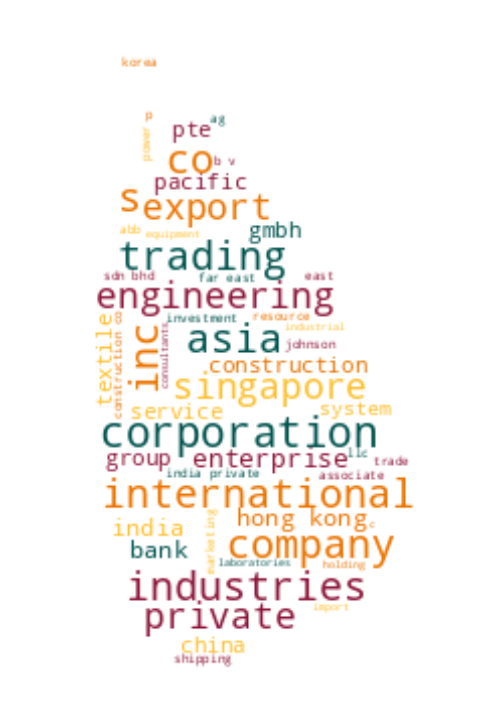 korea
p
ag
pte
power
co
b v
pacific
s
export
abb
equipment
gmbh
trading
sdn bhd
far east
east
engineering
textile
construction co
inc
consultants
investment
resource
industrial
asia
johnson
construction
singapore
service
system
corporation
group
enterprise
llc
trade
india private
associate
international
india
marketing
hong kong
c
bank
company
laboratories
holding
industries
private
import
china
shipping